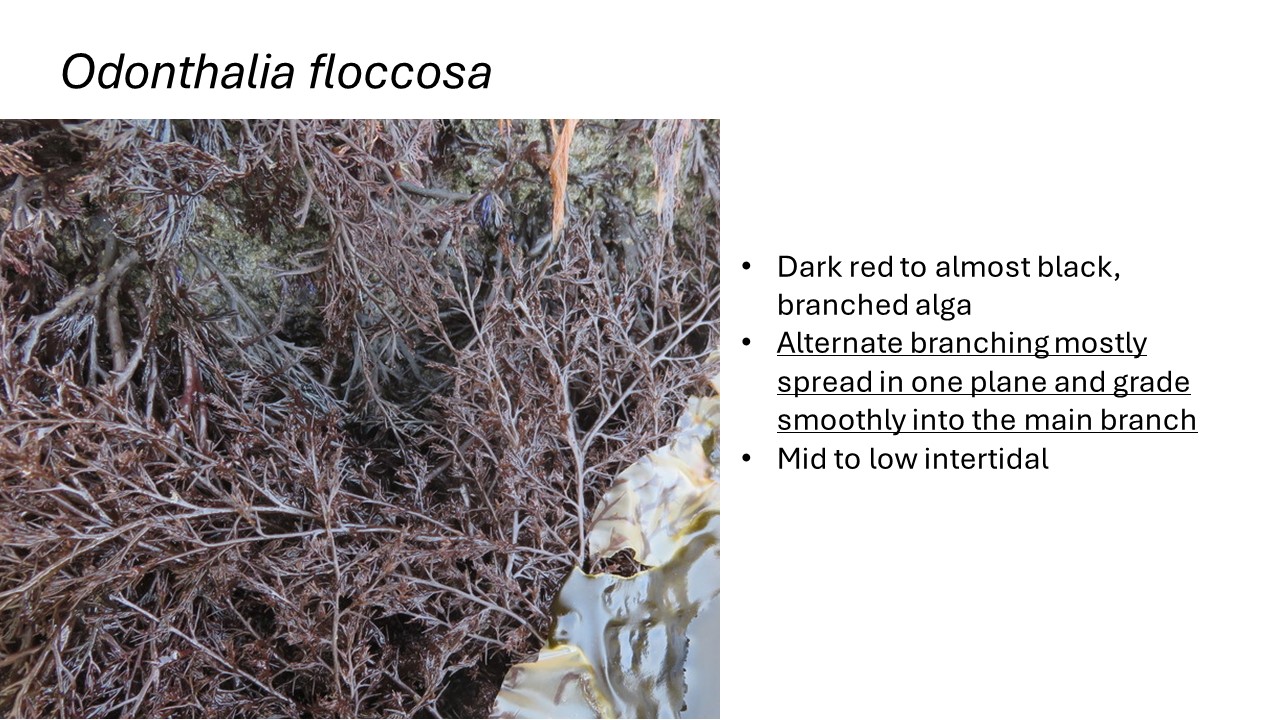 Odonthalia floccosa
• Dark red to almost black,
branched alga
• Alternate branching mostly
spread in one plane and grade
smoothly into the main branch
• Mid to low intertidal